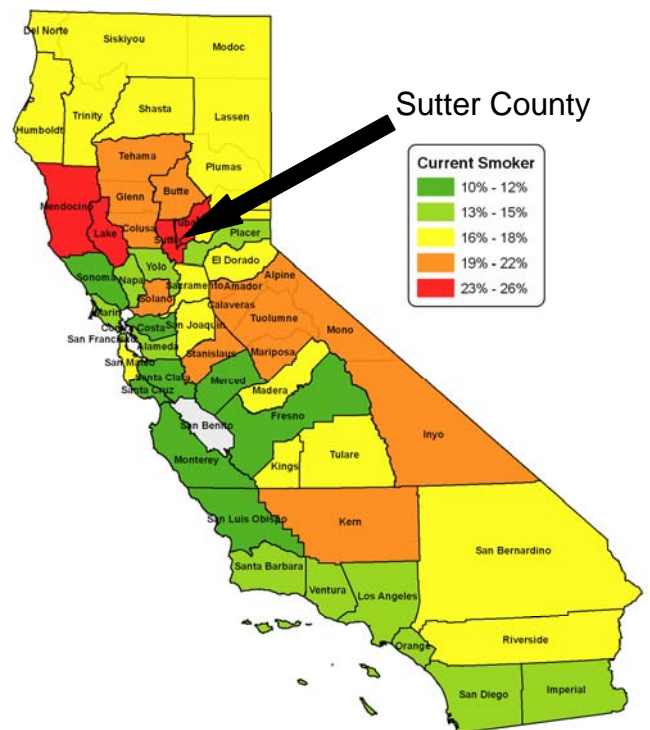 Del Norte
Siskiyou
Modoc
Sutter County
Shasta
Trinity
Lassen
Humboldt
Current Smoker
10% - 12%
13% - 15%
16% - 18%
19% - 22%
23% - 26%
Tehama
Plumas
Butte
Glenn
Mendocino
Colusa
Lake
Sutter
Placer
Yolo
El Dorado
Sonoma
Napa
Alpine
Amador
Solano
Calaveras
Marin
Costa
San Joaquin
Tuolumne
Mono
Alameda
Stanislaus
Mariposa
San Mateo
Santa Clara
Merced
Madera
Santa Cruz
Fresno
San Benito
Inyo
Monterey
Kings
Tulare
San Luis Obispo
Kern
San Bernardino
Santa Barbara
Ventura
Los Angeles
Orange
Riverside
San Diego
Imperial